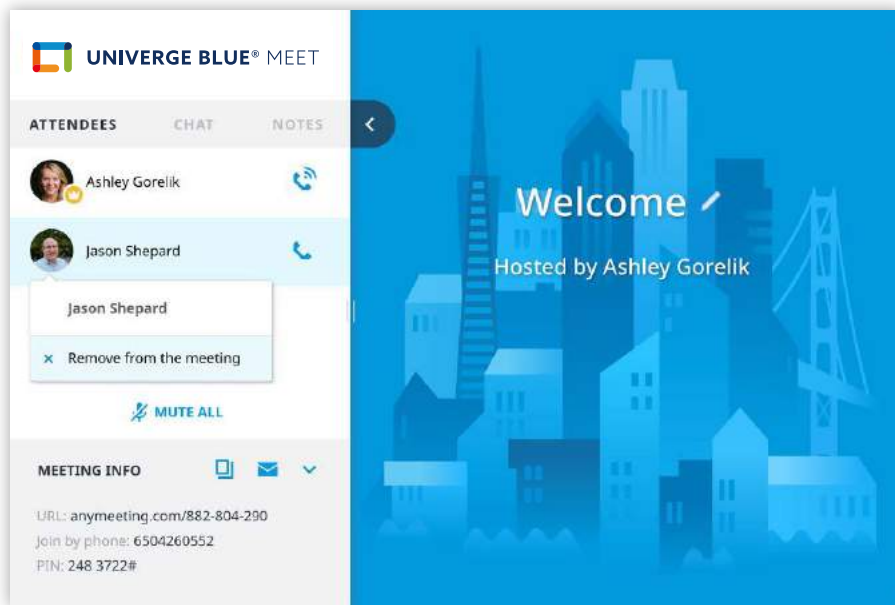 UNIVERGE BLUE® MEET
ATTENDEES CHAT NOTES
Ashley Gorelik
Jason Shepard
Jason Shepard
× Remove from the meeting
MUTE ALL
MEETING INFO
URL: anymeeting.com/882-804-290
Join by phone: 6504260552
PIN: 248 3722#
Welcome
Hosted by Ashley Gorelik